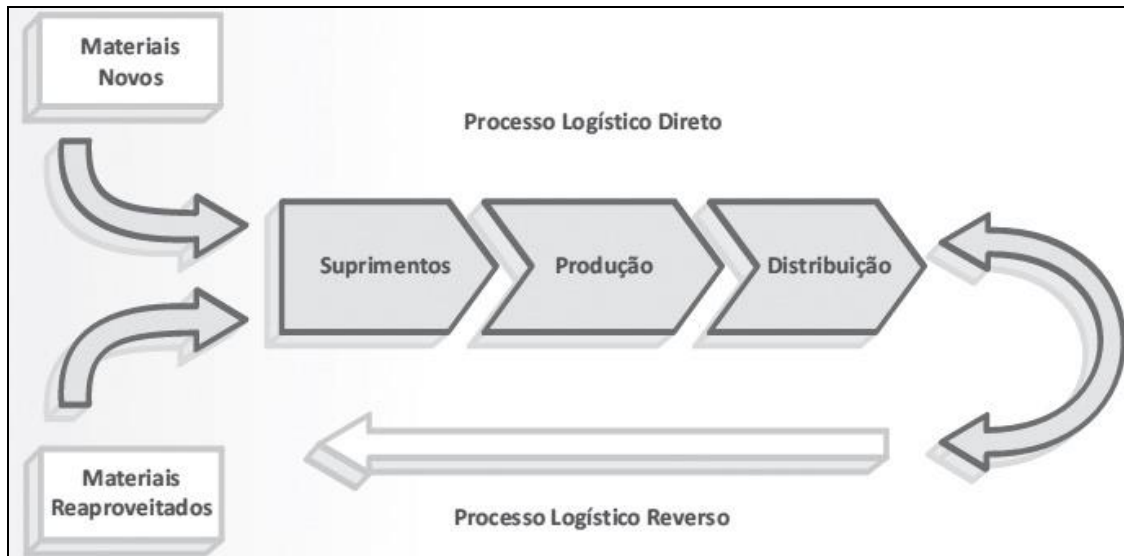 Materiais
Novos
Processo Logístico Direto
Suprimentos
Produção
Distribuição
Materiais
Reaproveitados
Processo Logístico Reverso